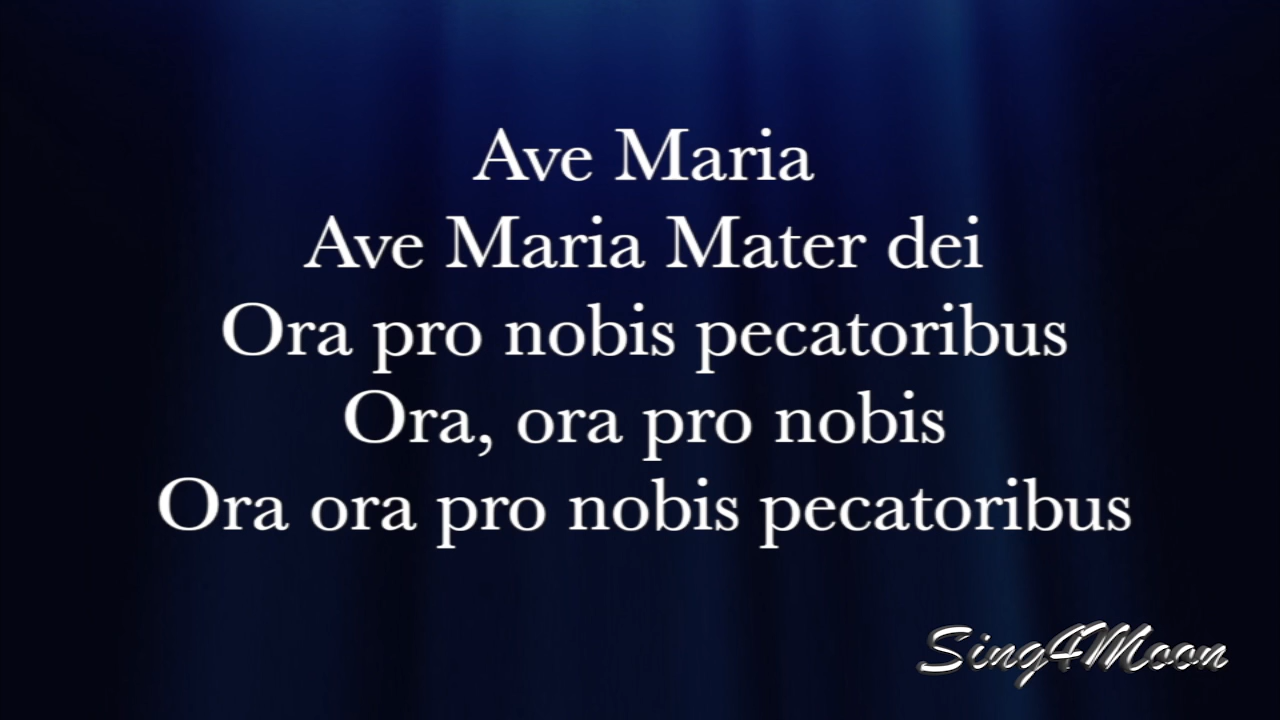 Ave Maria
Ave Maria Mater dei
Ora pro nobis pecatoribus
Ora, ora pro nobis
Ora ora pro nobis pecatoribus
Sing4Moon